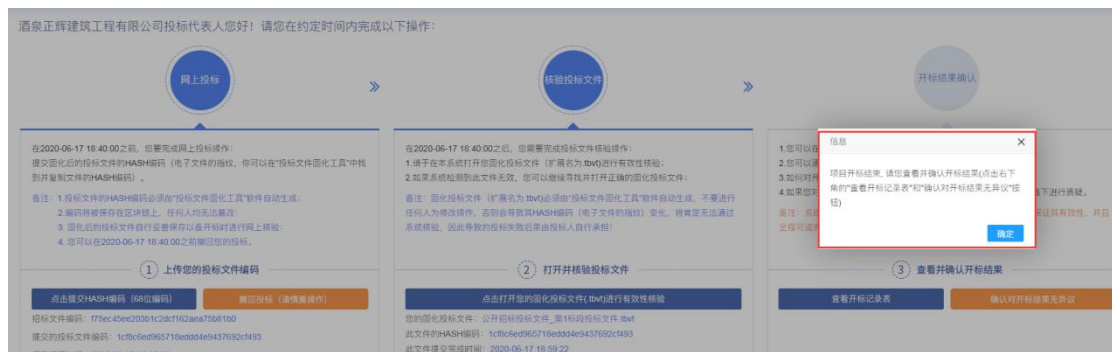 酒泉正辉建筑工程有限公司投标代表人您好！请您在约定时间内完成以下操作：
网上投标
核验投标文件
开标结果确认
在2020-06-17 18:40:00之前，您要完成网上投标操作：
提交固化后的投标文件的HASH编码（电子文件的指纹，你可以在"投标文件固化工具"中找
到并复制文件的HASH编码）。
备注：1.投标文件的HASH编码必须由"投标文件固化工具"软件自动生成；
2.编码将被保存在区块链上，任何人均无法篡改；
3. 固化后的投标文件自行妥善保存以备开标时进行网上核验；
4. 您可以在2020-06-17 18:40:00之前撤回您的投标。
1 上传您的投标文件编码
点击提交HASH编码（68位编码）
撤回投标（请慎重操作）
招标文件编码：f75ec45ee203b1c2dcf162aea75b81b0
提交的投标文件编码：1cf8c6ed965718eddd4e9437692cf493
在2020-06-17 18:40:00之后，您需要完成投标文件核验操作：
1.请于在本系统打开您固化投标文件（扩展名为.tbvt)进行有效性核验；
2.如果系统检测到此文件无效，您可以继续寻找并打开正确的固化投标文件；
备注：固化投标文件（扩展名为.tbvt)必须由"投标文件固化工具"软件自动生成，不要进行
任何人为修改操作，否则会导致其HASH编码（电子文件的指纹）变化，将肯定无法通过
系统核验，因此导致的投标失败后果由投标人自行承担！
2 打开并核验投标文件
点击打开您的固化投标文件(.tbvt)进行有效性核验
您的固化投标文件：公开招标投标文件_第1标段投标文件.tbvt
此文件的HASH编码：1cf8c6ed965718eddd4e9437692cf493
此文件提交完成时间：2020-06-17 18:59:22
1.您可以在
2.您可以通
3.如何对开
4.如果您对
下进行质疑。
备注：系统
保证其有效性，并且
全程可追溯
信息
项目开标结束, 请您查看并确认开标结果(点击右下
角的"查看开标记录表"和"确认对开标结果无异议"按
钮)
确定
3 查看并确认开标结果
查看开标记录表
确认对开标结果无异议